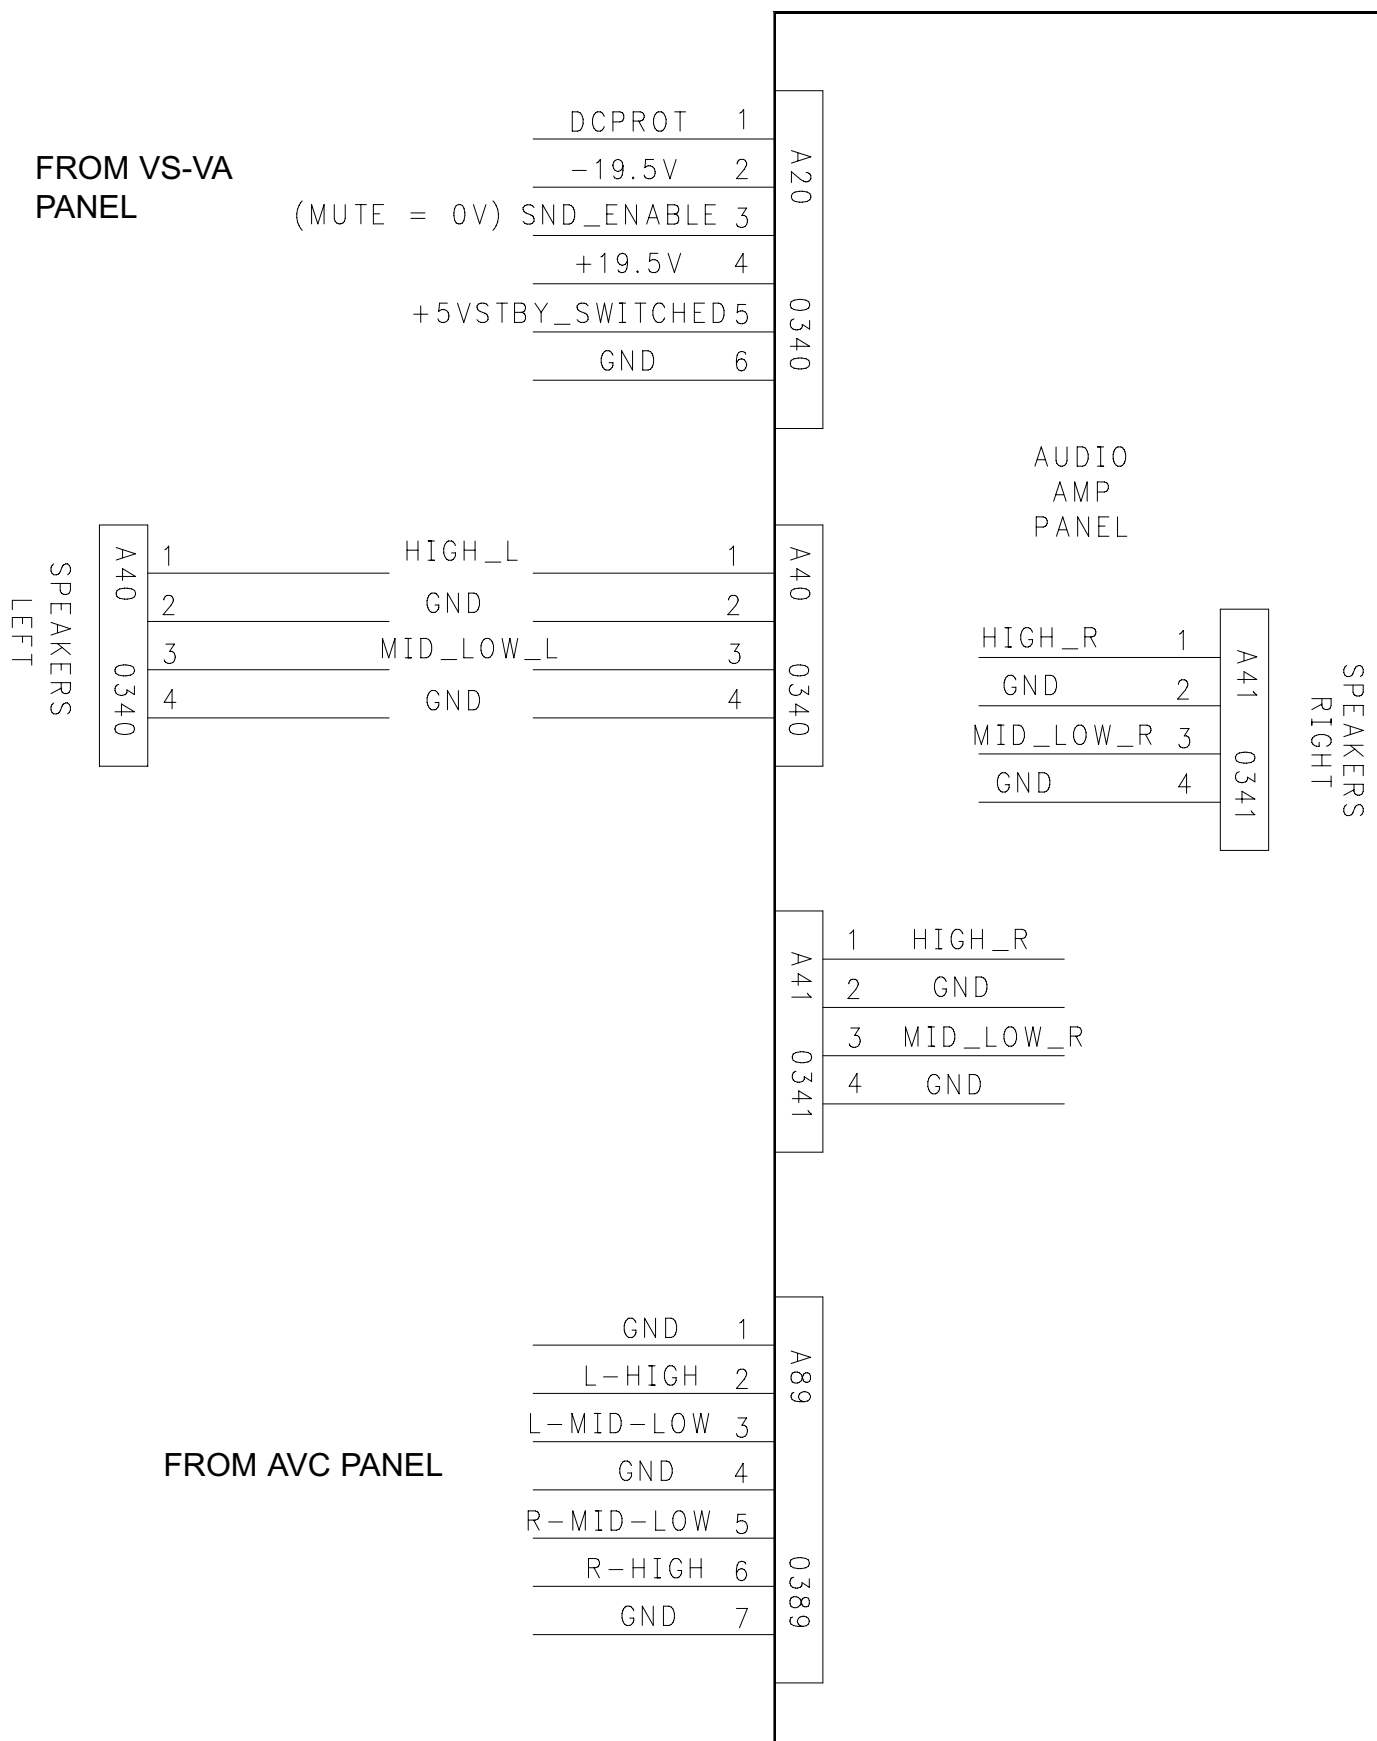 DCPROT 1
-19.5V 2
(MUTE = 0V) SND_ENABLE 3
+19.5V 4
+5VSTBY_SWITCHED 5
GND 6
A20 0340
FROM VS-VA
PANEL
AUDIO
AMP
PANEL
SPEAKERS
LEFT
A40 0340
1 HIGH_L 1
2 GND 2
3 MID_LOW_L 3
4 GND 4
A40 0340
HIGH_R 1
GND 2
MID_LOW_R 3
GND 4
A41 0341
SPEAKERS
RIGHT
A41 0341
1 HIGH_R
2 GND
3 MID_LOW_R
4 GND
GND 1
L-HIGH 2
L-MID-LOW 3
GND 4
R-MID-LOW 5
R-HIGH 6
GND 7
A89 0389
FROM AVC PANEL